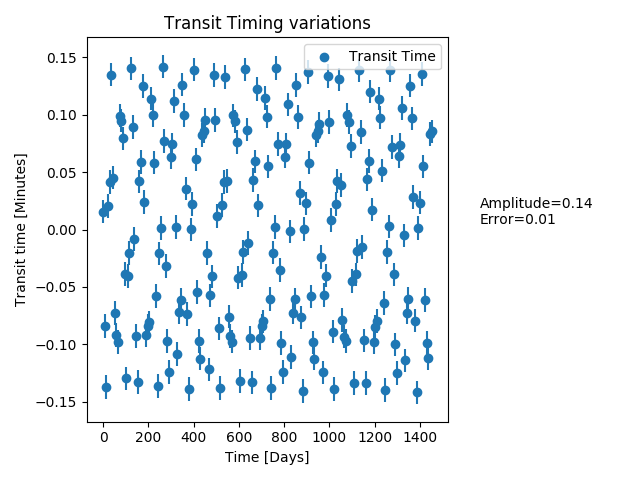 Transit Timing variations
Transit Time
0.15
0.10
0.05
0.00
−0.05
−0.10
−0.15
Transit time [Minutes]
Amplitude=0.14
Error=0.01
0 200 400 600 800 1000 1200 1400
Time [Days]